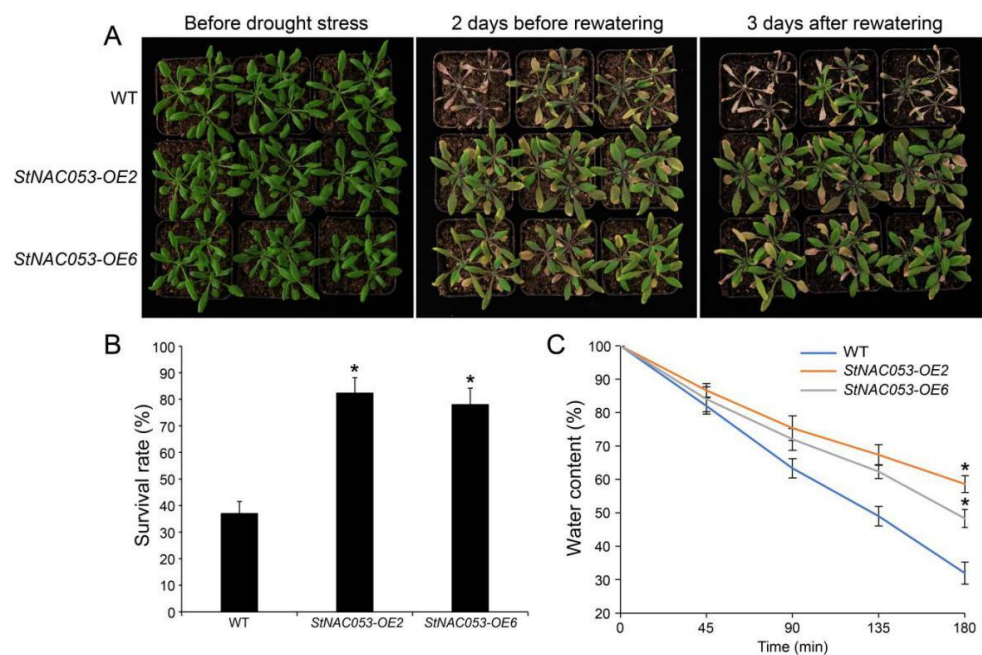 A
Before drought stress
2 days before rewatering
3 days after rewatering
WT
StNAC053-OE2
StNAC053-OE6
B
Survival rate (%)
100
90
80
70
60
50
40
30
20
10
0
*
*
WT
StNAC053-OE2
StNAC053-OE6
C
Water content (%)
100
90
80
70
60
50
40
30
20
WT
StNAC053-OE2
StNAC053-OE6
*
*
0
45
90
135
180
Time (min)